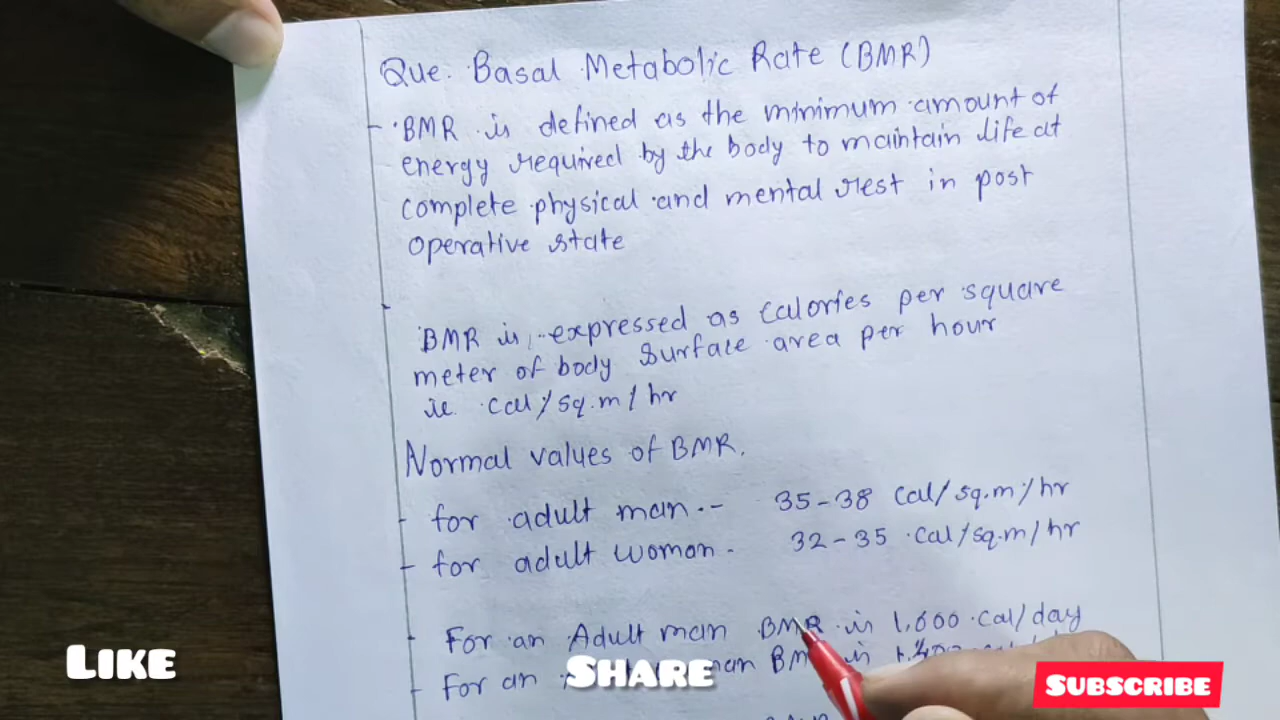 Que. Basal Metabolic Rate (BMR)
- BMR is defined as the minimum amount of
energy required by the body to maintain life at
complete physical and mental rest in post
operative state
- BMR is expressed as calories per square
meter of body surface area per hour
ie cal/sq.m/hr
Normal values of BMR.
- for adult man.- 35-38 Cal/sq.m/hr
- for adult woman - 32-35 cal/sq.m/hr
- For an Adult man BMR is 1,600 cal/day
- For an man BM is
LIKE
SHARE
SUBSCRIBE